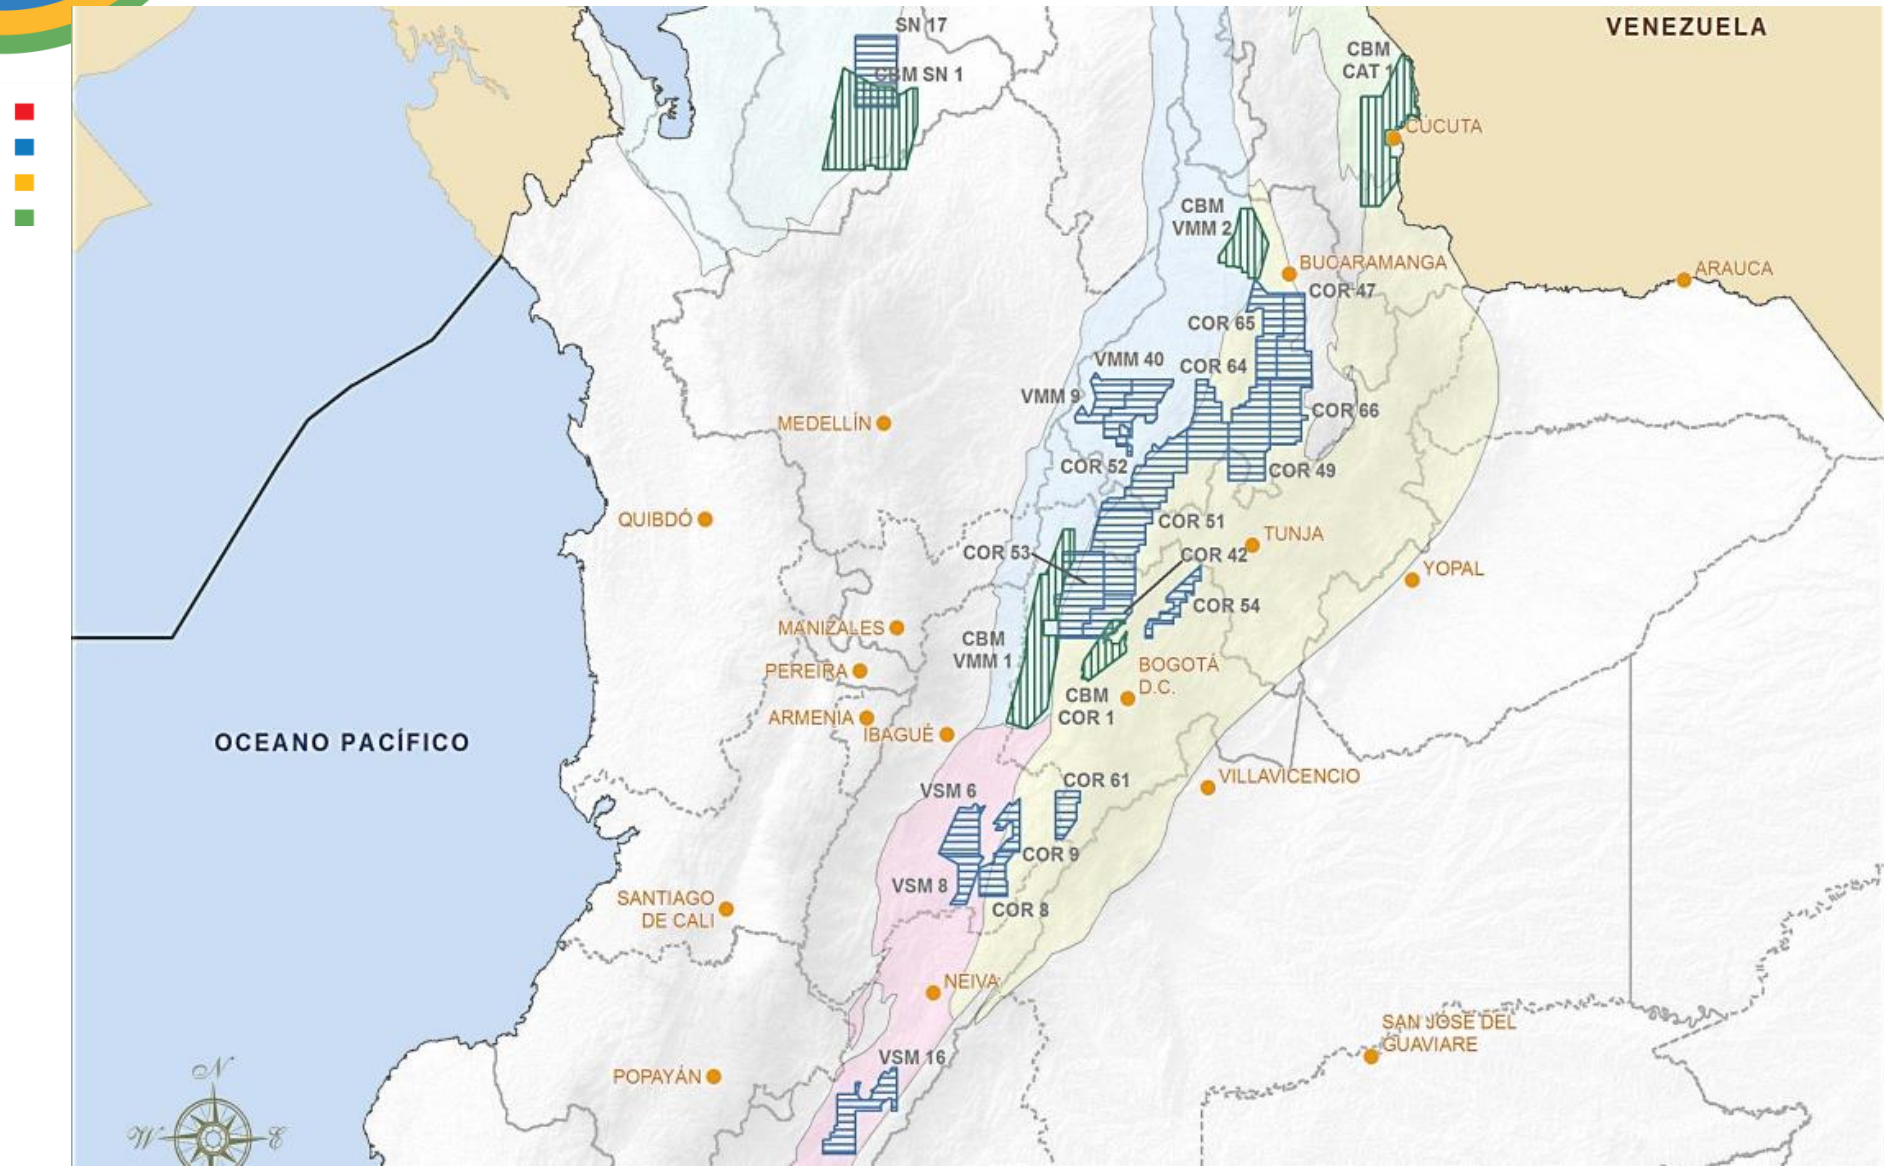 SN 17
VENEZUELA
CBM
CAT 1
CBM SN 1
CÚCUTA
CBM
VMM 2
BUCARAMANGA
ARAUCA
COR 47
COR 65
VMM 40
COR 64
VMM 9
COR 66
MEDELLÍN
COR 52
COR 49
QUIBDÓ
COR 51
TUNJA
COR 53
COR 42
YOPAL
COR 54
MANIZALES
CBM
VMM 1
PEREIRA
BOGOTÁ
D.C.
CBM
COR 1
ARMENIA
IBAGUÉ
OCEANO PACÍFICO
VILLAVICENCIO
COR 61
VSM 6
COR 9
VSM 8
COR 8
SANTIAGO
DE CALI
NEIVA
SAN JOSÉ DEL
GUAVIARE
VSM 16
POPAYÁN
N
W
E